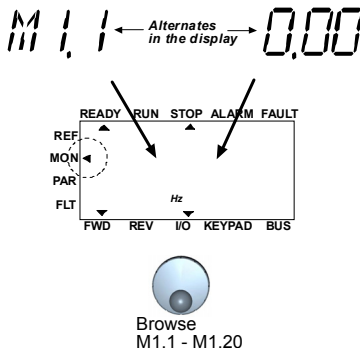 M1.1
Alternates
in the display
0.00
READY RUN STOP ALARM FAULT
REF
MON
PAR
FLT
Hz
FWD REV I/O KEYPAD BUS
Browse
M1.1 - M1.20